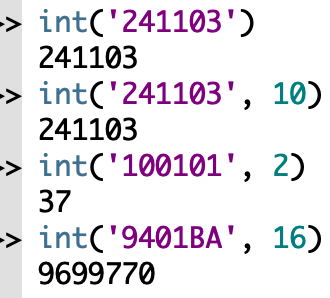 >> int('241103')
241103
>> int('241103', 10)
241103
>> int('100101', 2)
37
>> int('9401BA', 16)
9699770